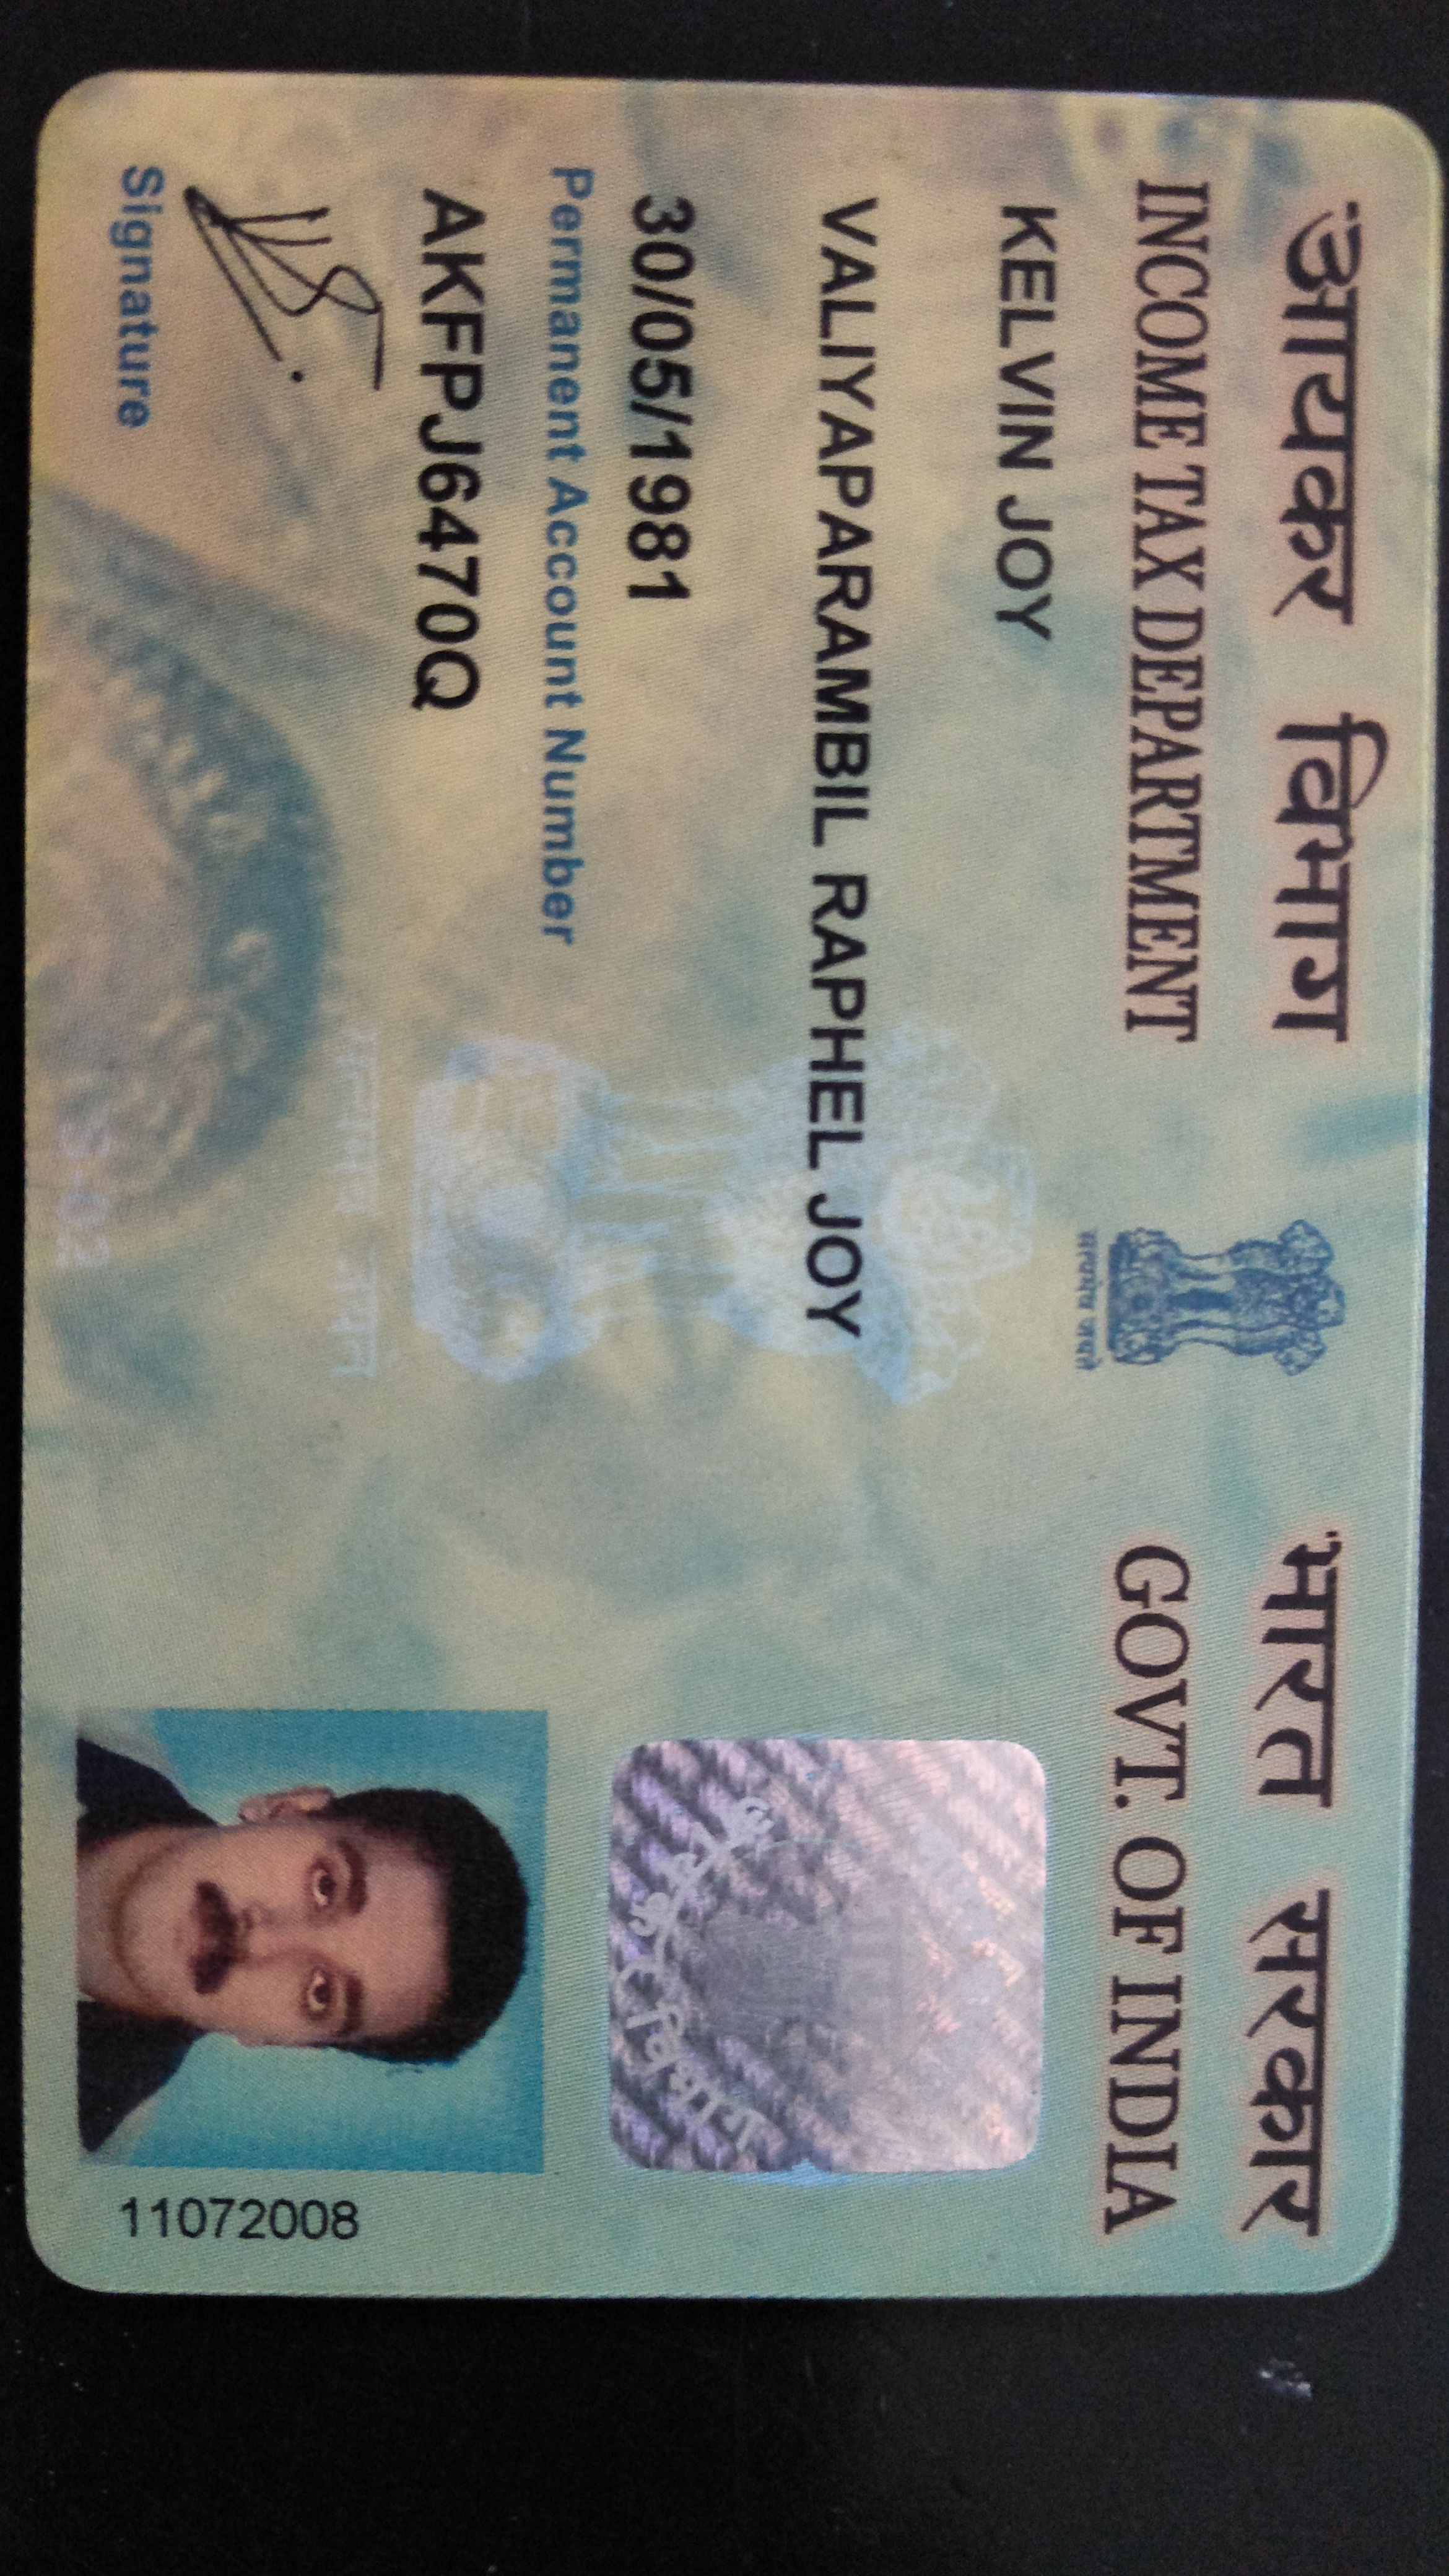 आयकर विभाग
INCOME TAX DEPARTMENT
सत्यमेव जयते
भारत सरकार
GOVT. OF INDIA
KELVIN JOY
VALIYAPARAMBIL RAPHEL JOY
30/05/1981
Permanent Account Number
AKFPJ6470Q
Signature
विभाग
11072008